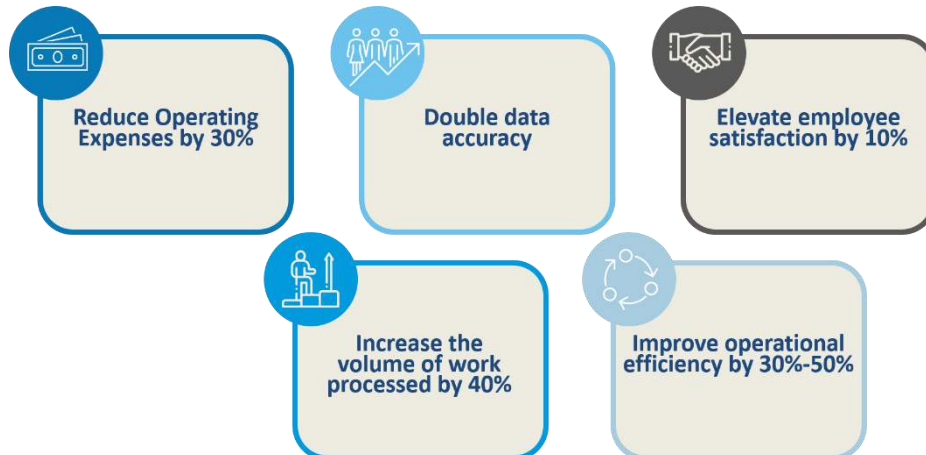 Reduce Operating
Expenses by 30%
Double data
accuracy
Elevate employee
satisfaction by 10%
Increase the
volume of work
processed by 40%
Improve operational
efficiency by 30%-50%